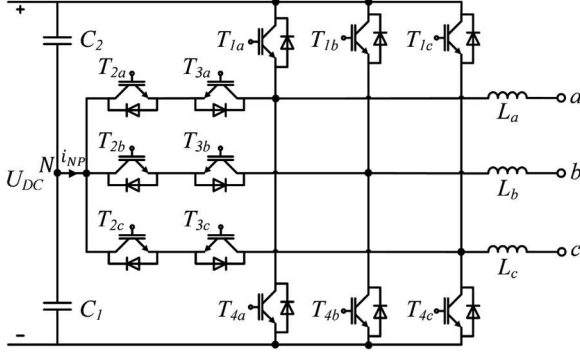 +
C2
T1a
T1b
T1c
T2a
T3a
a
La
N
iNP
T2b
T3b
b
Lb
UDC
T2c
T3c
c
Lc
C1
T4a
T4b
T4c
−